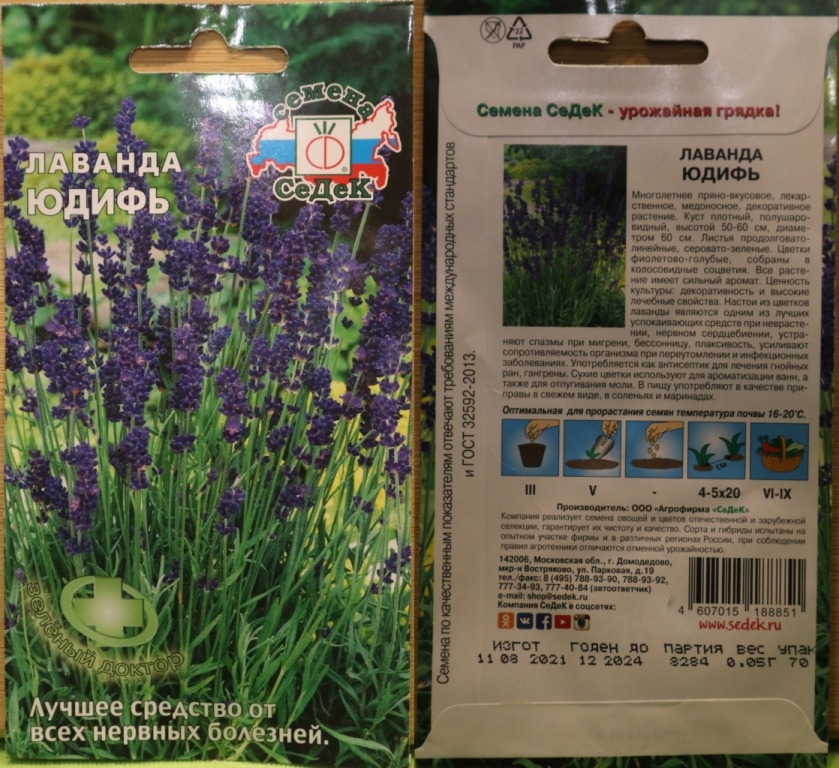 ЛАВАНДА
ЮДИФЬ
семена
СеДеК
зелёный доктор
Лучшее средство от
всех нервных болезней.
22
PAP
Семена СеДеК - урожайная грядка!
ЛАВАНДА
ЮДИФЬ
Многолетнее пряно-вкусовое, лекар-
ственное, медоносное, декоративное
растение. Куст плотный, полушаро-
видный, высотой 50-60 см, диаме-
тром 60 см. Листья продолговато-
линейные, серовато-зеленые. Цветки
фиолетово-голубые, собраны в
колосовидные соцветия. Все расте-
ние имеет сильный аромат. Ценность
культуры: декоративность и высокие
лечебные свойства. Настои из цветков
лаванды являются одним из лучших
успокаивающих средств при неврасте-
нии, нервном сердцебиении, устра-
няют спазмы при мигрени, бессонницу, плаксивость, усиливают
сопротивляемость организма при переутомлении и инфекционных
заболеваниях. Употребляется как антисептик для лечения гнойных
ран, гангрены. Сухие цветки используют для ароматизации ванн, а
также для отпугивания моли. В пищу употребляют в качестве при-
правы в свежем виде, в соленьях и маринадах.
Оптимальная для прорастания семян температура почвы 16-20°С.
см
III V - 4-5x20 VI-IX
Производитель: ООО «Агрофирма «СеДеК»
Компания реализует семена овощей и цветов отечественной и зарубежной
селекции, гарантирует их чистоту и качество. Сорта и гибриды испытаны на
опытном участке фирмы и в различных регионах России, при соблюдении
правил агротехники отличаются отменной урожайностью.
142006, Московская обл., г. Домодедово,
мкр-н Востряково, ул. Парковая, д.19
тел./факс: 8 (495) 788-93-90, 788-93-92,
777-34-93, 777-40-84 (автоответчик)
e-mail: shop@sedek.ru
Компания СеДеК в соцсетях:
4 607015 188851
www.sedek.ru
ИЗГОТ ГОДЕН ДО ПАРТИЯ ВЕС УПАК
11 08 2021 12 2024 8284 0.05Г 70
Семена по качественным показателям отвечают требованиям международных стандартов
и ГОСТ 32592-2013.